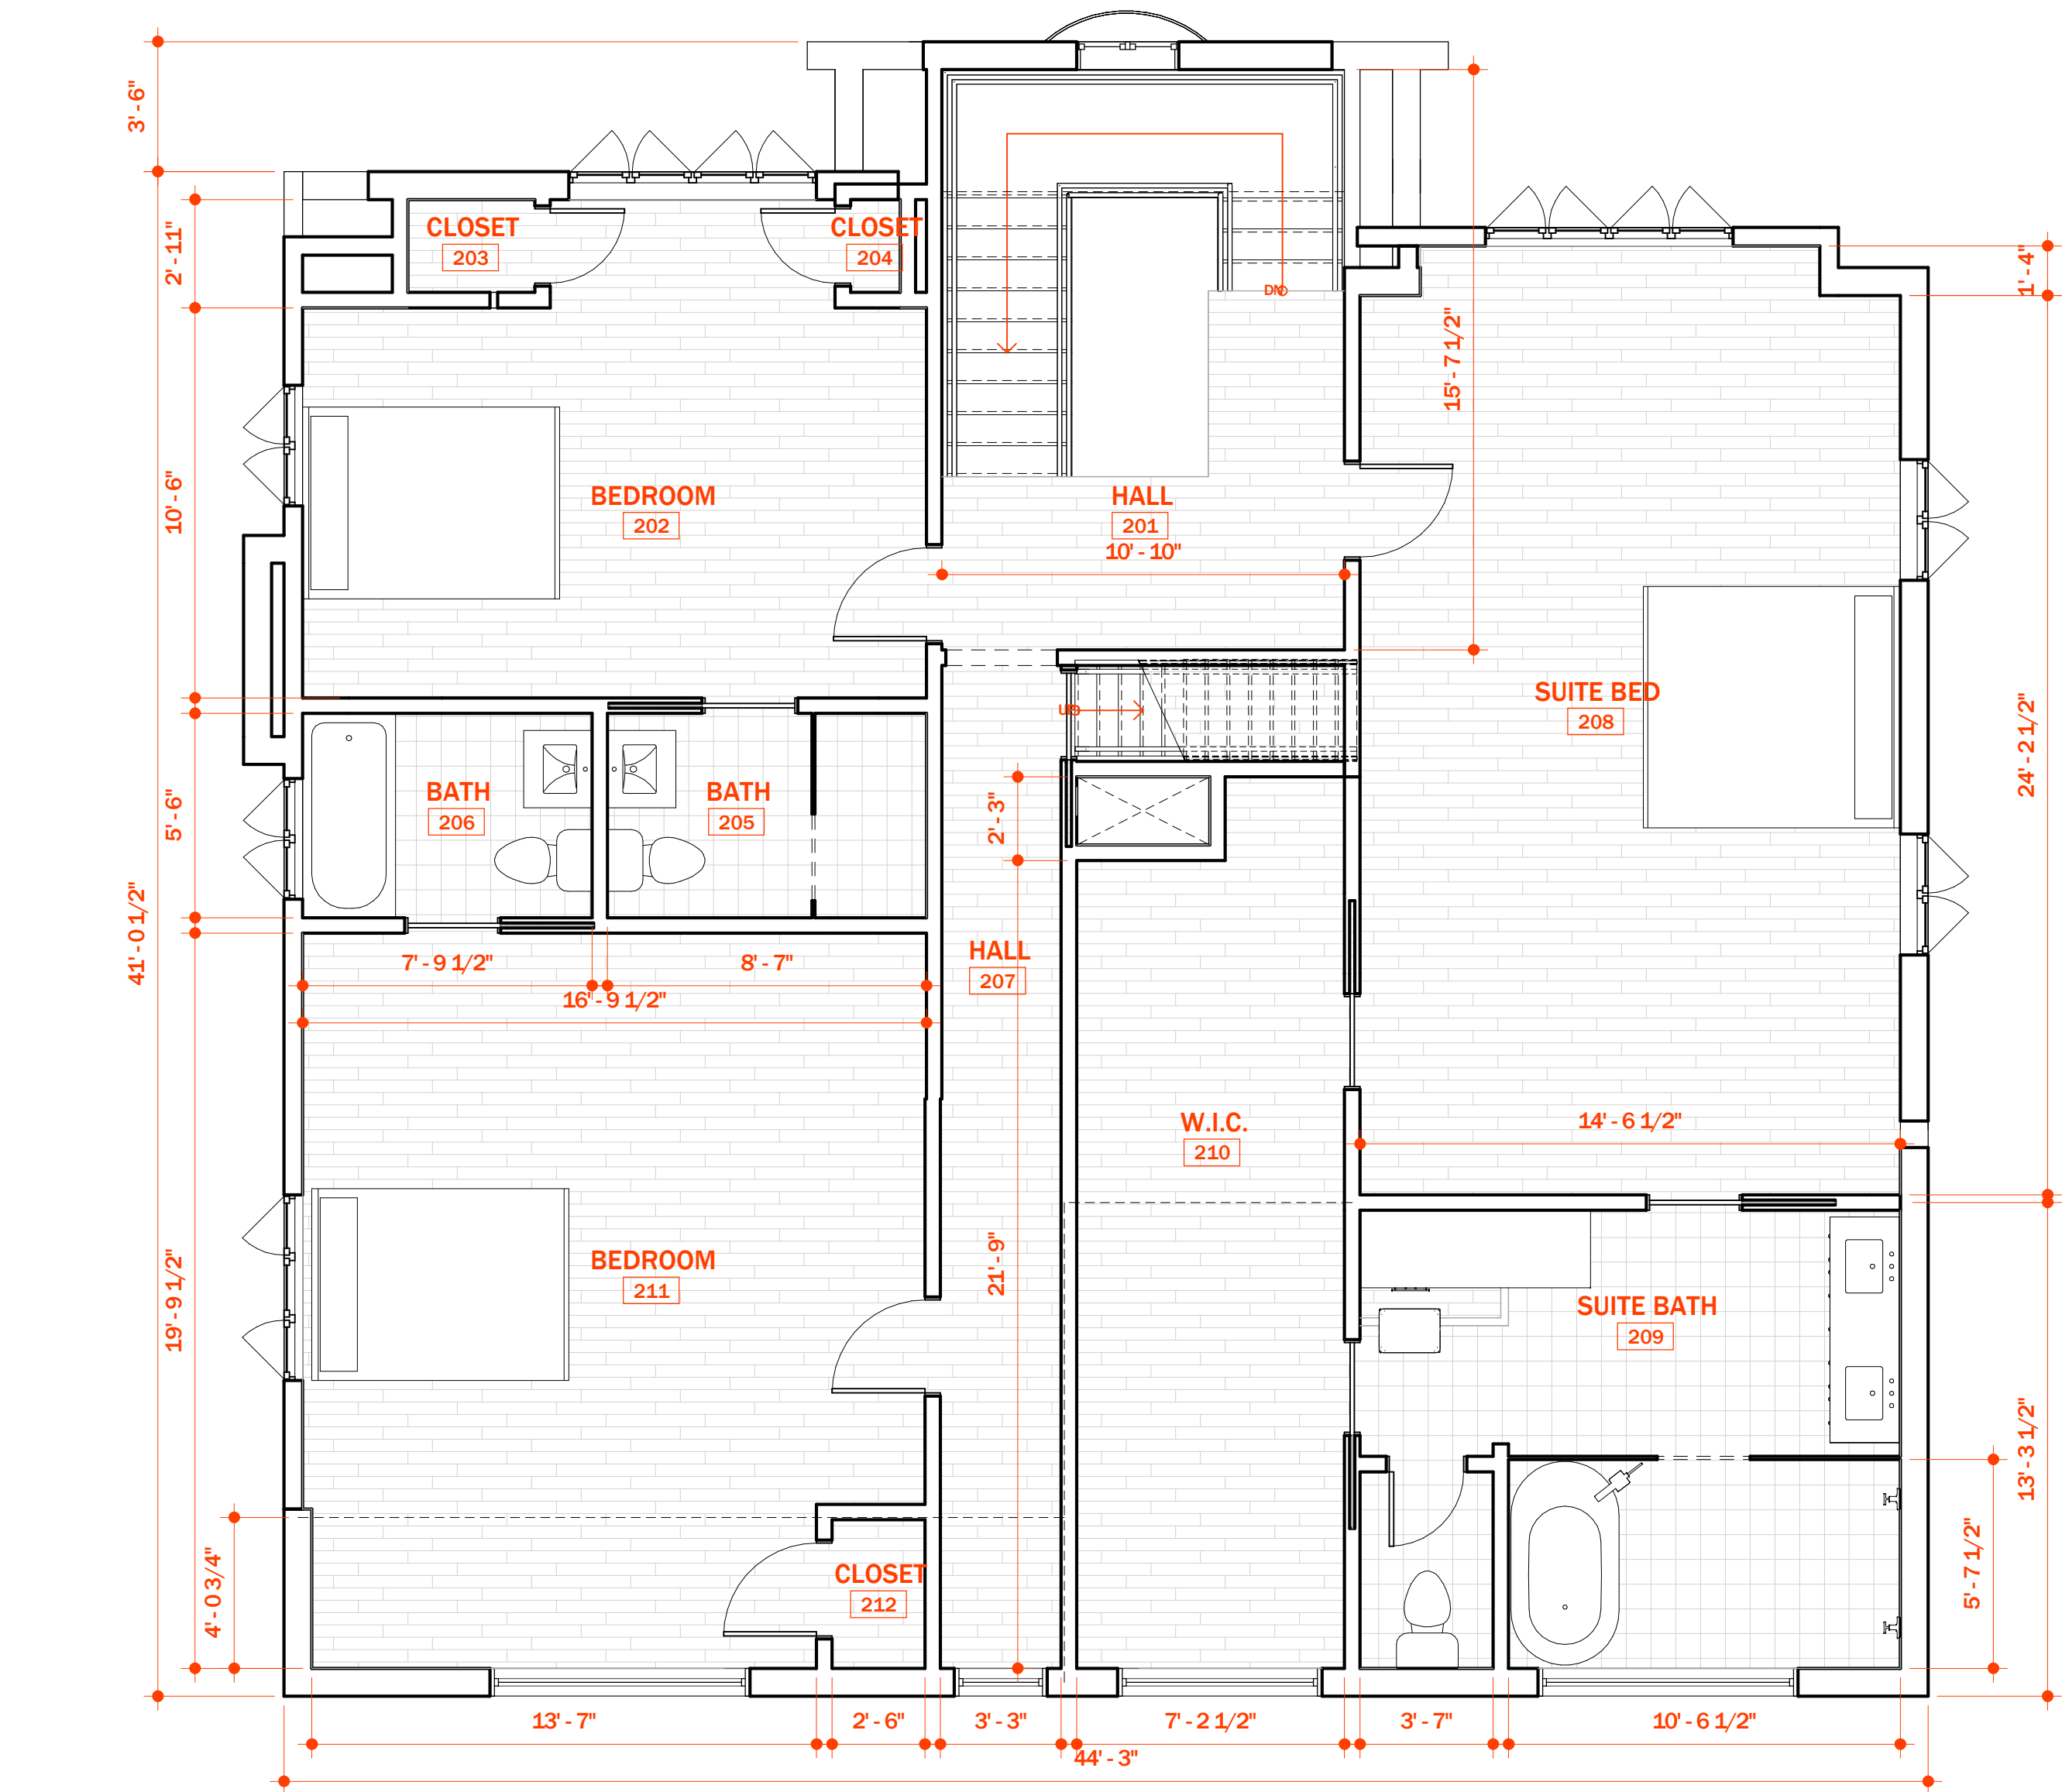 3' - 6"
2' - 11"
CLOSET
203
CLOSET
204
DN
1' - 4"
15' - 7 1/2"
10' - 6"
BEDROOM
202
HALL
201
10' - 10"
SUITE BED
208
24' - 2 1/2"
UP
BATH
206
BATH
205
5' - 6"
2' - 3"
41' - 0 1/2"
7' - 9 1/2"
8' - 7"
16' - 9 1/2"
HALL
207
W.I.C.
210
14' - 6 1/2"
BEDROOM
211
19' - 9 1/2"
21' - 9"
SUITE BATH
209
13' - 3 1/2"
4' - 0 3/4"
CLOSET
212
5' - 7 1/2"
13' - 7"
2' - 6"
3' - 3"
7' - 2 1/2"
3' - 7"
10' - 6 1/2"
44' - 3"